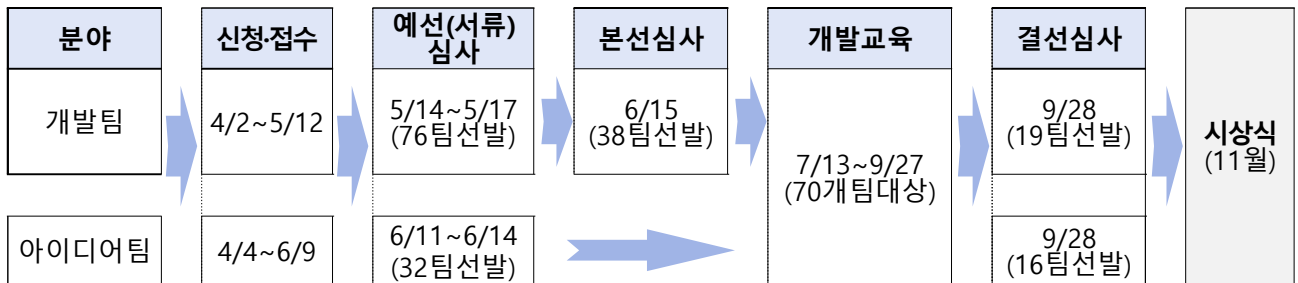 분야
신청·접수
예선(서류)
심사
본선심사
개발교육
결선심사
시상식
(11월)
개발팀
4/2~5/12
5/14~5/17
(76팀선발)
6/15
(38팀선발)
7/13~9/27
(70개팀대상)
9/28
(19팀선발)
아이디어팀
4/4~6/9
6/11~6/14
(32팀선발)
9/28
(16팀선발)